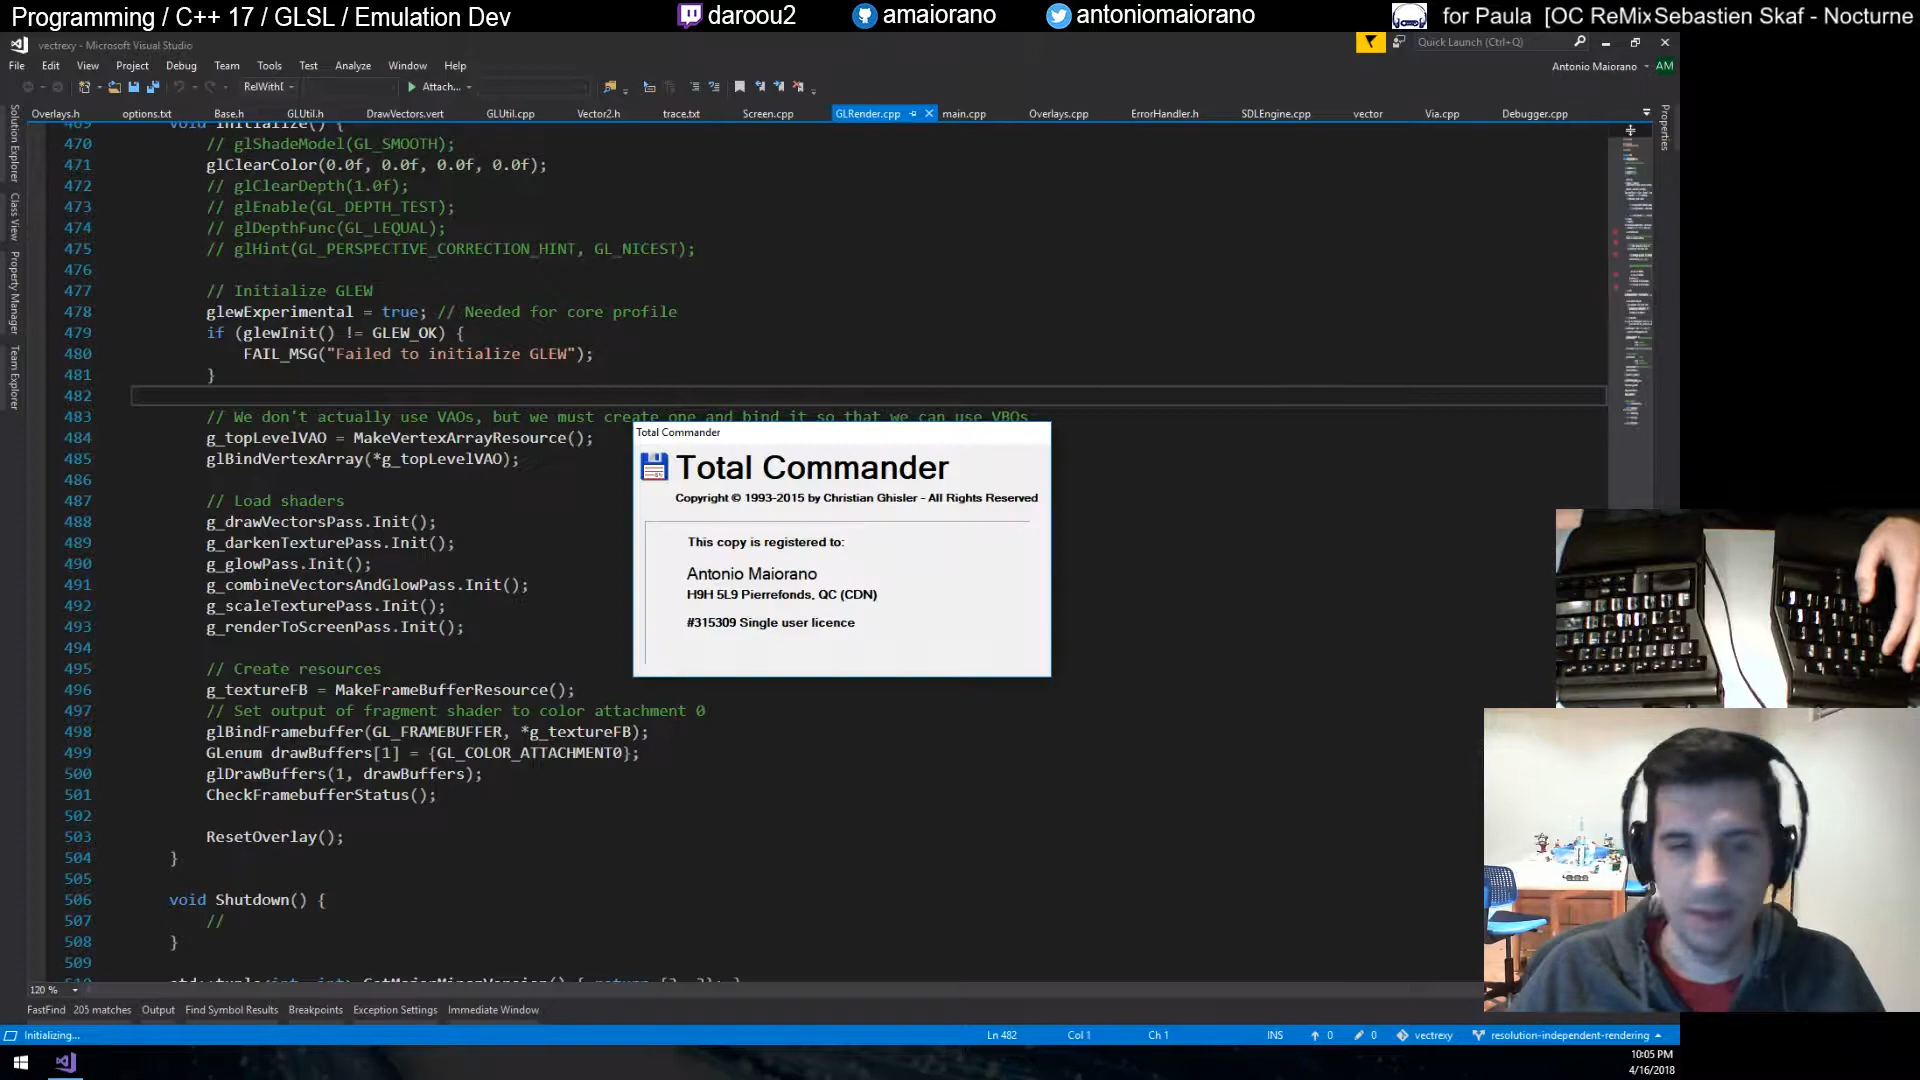 Programming / C++ 17 / GLSL / Emulation Dev
daroou2
amaiorano
antoniomaiorano
for Paula [OC ReMix Sebastien Skaf - Nocturne
vectrexy - Microsoft Visual Studio
Quick Launch (Ctrl+Q)
File Edit View Project Debug Team Tools Test Analyze Window Help
Antonio Maiorano AM
RelWithI Attach...
Overlays.h options.txt Base.h GLUtil.h DrawVectors.vert GLUtil.cpp Vector2.h trace.txt Screen.cpp GLRender.cpp main.cpp Overlays.cpp ErrorHandler.h SDLEngine.cpp vector Via.cpp Debugger.cpp
Solution Explorer
Class View
Property Manager
Team Explorer
Properties
469 void Initialize() {
470 // glShadeModel(GL_SMOOTH);
471 glClearColor(0.0f, 0.0f, 0.0f, 0.0f);
472 // glClearDepth(1.0f);
473 // glEnable(GL_DEPTH_TEST);
474 // glDepthFunc(GL_LEQUAL);
475 // glHint(GL_PERSPECTIVE_CORRECTION_HINT, GL_NICEST);
476
477 // Initialize GLEW
478 glewExperimental = true; // Needed for core profile
479 if (glewInit() != GLEW_OK) {
480 FAIL_MSG("Failed to initialize GLEW");
481 }
482
483 // We don't actually use VAOs, but we must create one and bind it so that we can use VBOs
484 g_topLevelVAO = MakeVertexArrayResource();
485 glBindVertexArray(*g_topLevelVAO);
486
487 // Load shaders
488 g_drawVectorsPass.Init();
489 g_darkenTexturePass.Init();
490 g_glowPass.Init();
491 g_combineVectorsAndGlowPass.Init();
492 g_scaleTexturePass.Init();
493 g_renderToScreenPass.Init();
494
495 // Create resources
496 g_textureFB = MakeFrameBufferResource();
497 // Set output of fragment shader to color attachment 0
498 glBindFramebuffer(GL_FRAMEBUFFER, *g_textureFB);
499 GLenum drawBuffers[1] = {GL_COLOR_ATTACHMENT0};
500 glDrawBuffers(1, drawBuffers);
501 CheckFramebufferStatus();
502
503 ResetOverlay();
504 }
505
506 void Shutdown() {
507 //
508 }
509
Total Commander
Total Commander
Copyright © 1993-2015 by Christian Ghisler - All Rights Reserved
This copy is registered to:
Antonio Maiorano
H9H 5L9 Pierrefonds, QC (CDN)
#315309 Single user licence
120 %
FastFind 205 matches Output Find Symbol Results Breakpoints Exception Settings Immediate Window
Initializing... Ln 482 Col 1 Ch 1 INS 0 0 vectrexy resolution-independent-rendering
10:05 PM
4/16/2018